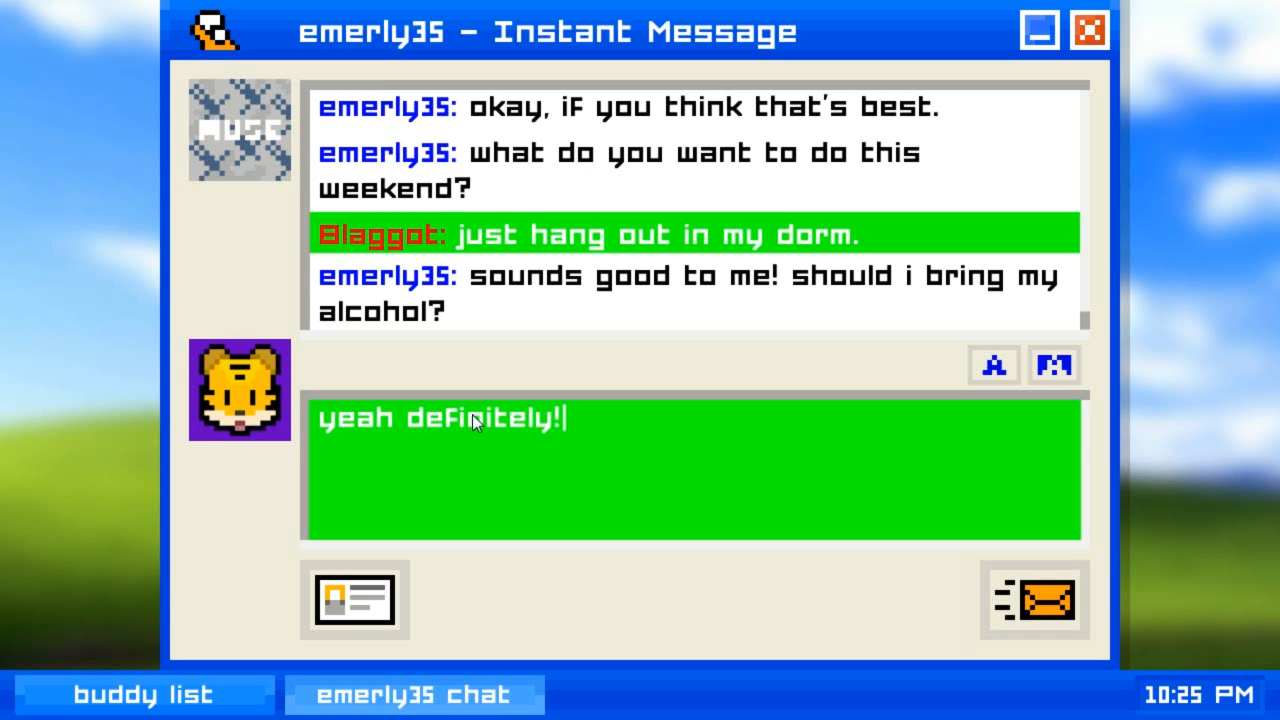 emerly35 - Instant Message
MUSE
emerly35: okay, if you think that's best.
emerly35: what do you want to do this
weekend?
Blaggot: just hang out in my dorm.
emerly35: sounds good to me! should i bring my
alcohol?
A
yeah definitely!
buddy list
emerly35 chat
10:25 PM